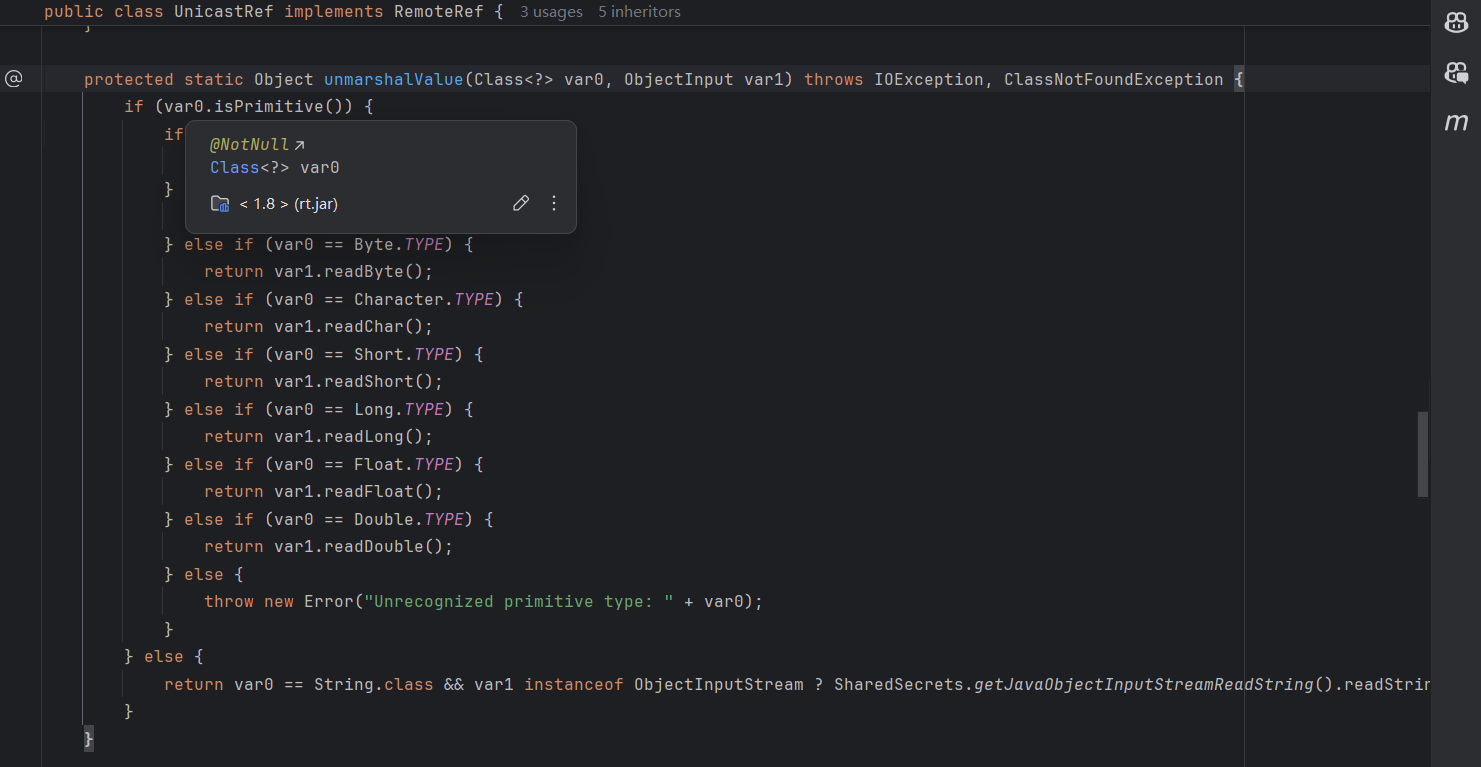 public class UnicastRef implements RemoteRef { 3 usages 5 inheritors
}
@
protected static Object unmarshalValue(Class<?> var0, ObjectInput var1) throws IOException, ClassNotFoundException {
if (var0.isPrimitive()) {
if
@NotNull↗
Class<?> var0
}
< 1.8 > (rt.jar)
} else if (var0 == Byte.TYPE) {
return var1.readByte();
} else if (var0 == Character.TYPE) {
return var1.readChar();
} else if (var0 == Short.TYPE) {
return var1.readShort();
} else if (var0 == Long.TYPE) {
return var1.readLong();
} else if (var0 == Float.TYPE) {
return var1.readFloat();
} else if (var0 == Double.TYPE) {
return var1.readDouble();
} else {
throw new Error("Unrecognized primitive type: " + var0);
}
} else {
return var0 == String.class && var1 instanceof ObjectInputStream ? SharedSecrets.getJavaObjectInputStreamReadString().readStrin
}
}
m